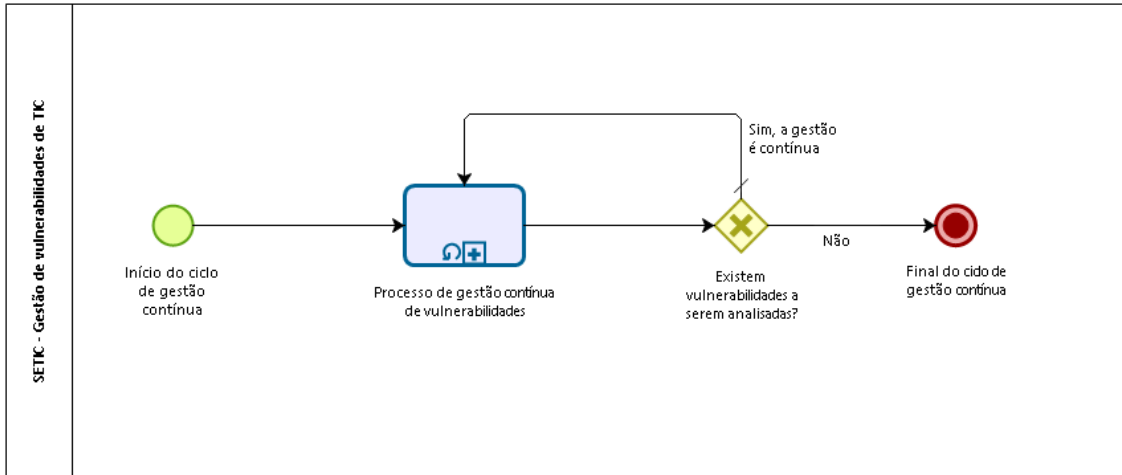 SETIC - Gestão de vulnerabilidades de TIC
Sim, a gestão
é contínua
Não
Início do ciclo
de gestão
contínua
Processo de gestão contínua
de vulnerabilidades
Existem
vulnerabilidades a
serem analisadas?
Final do ciclo de
gestão contínua